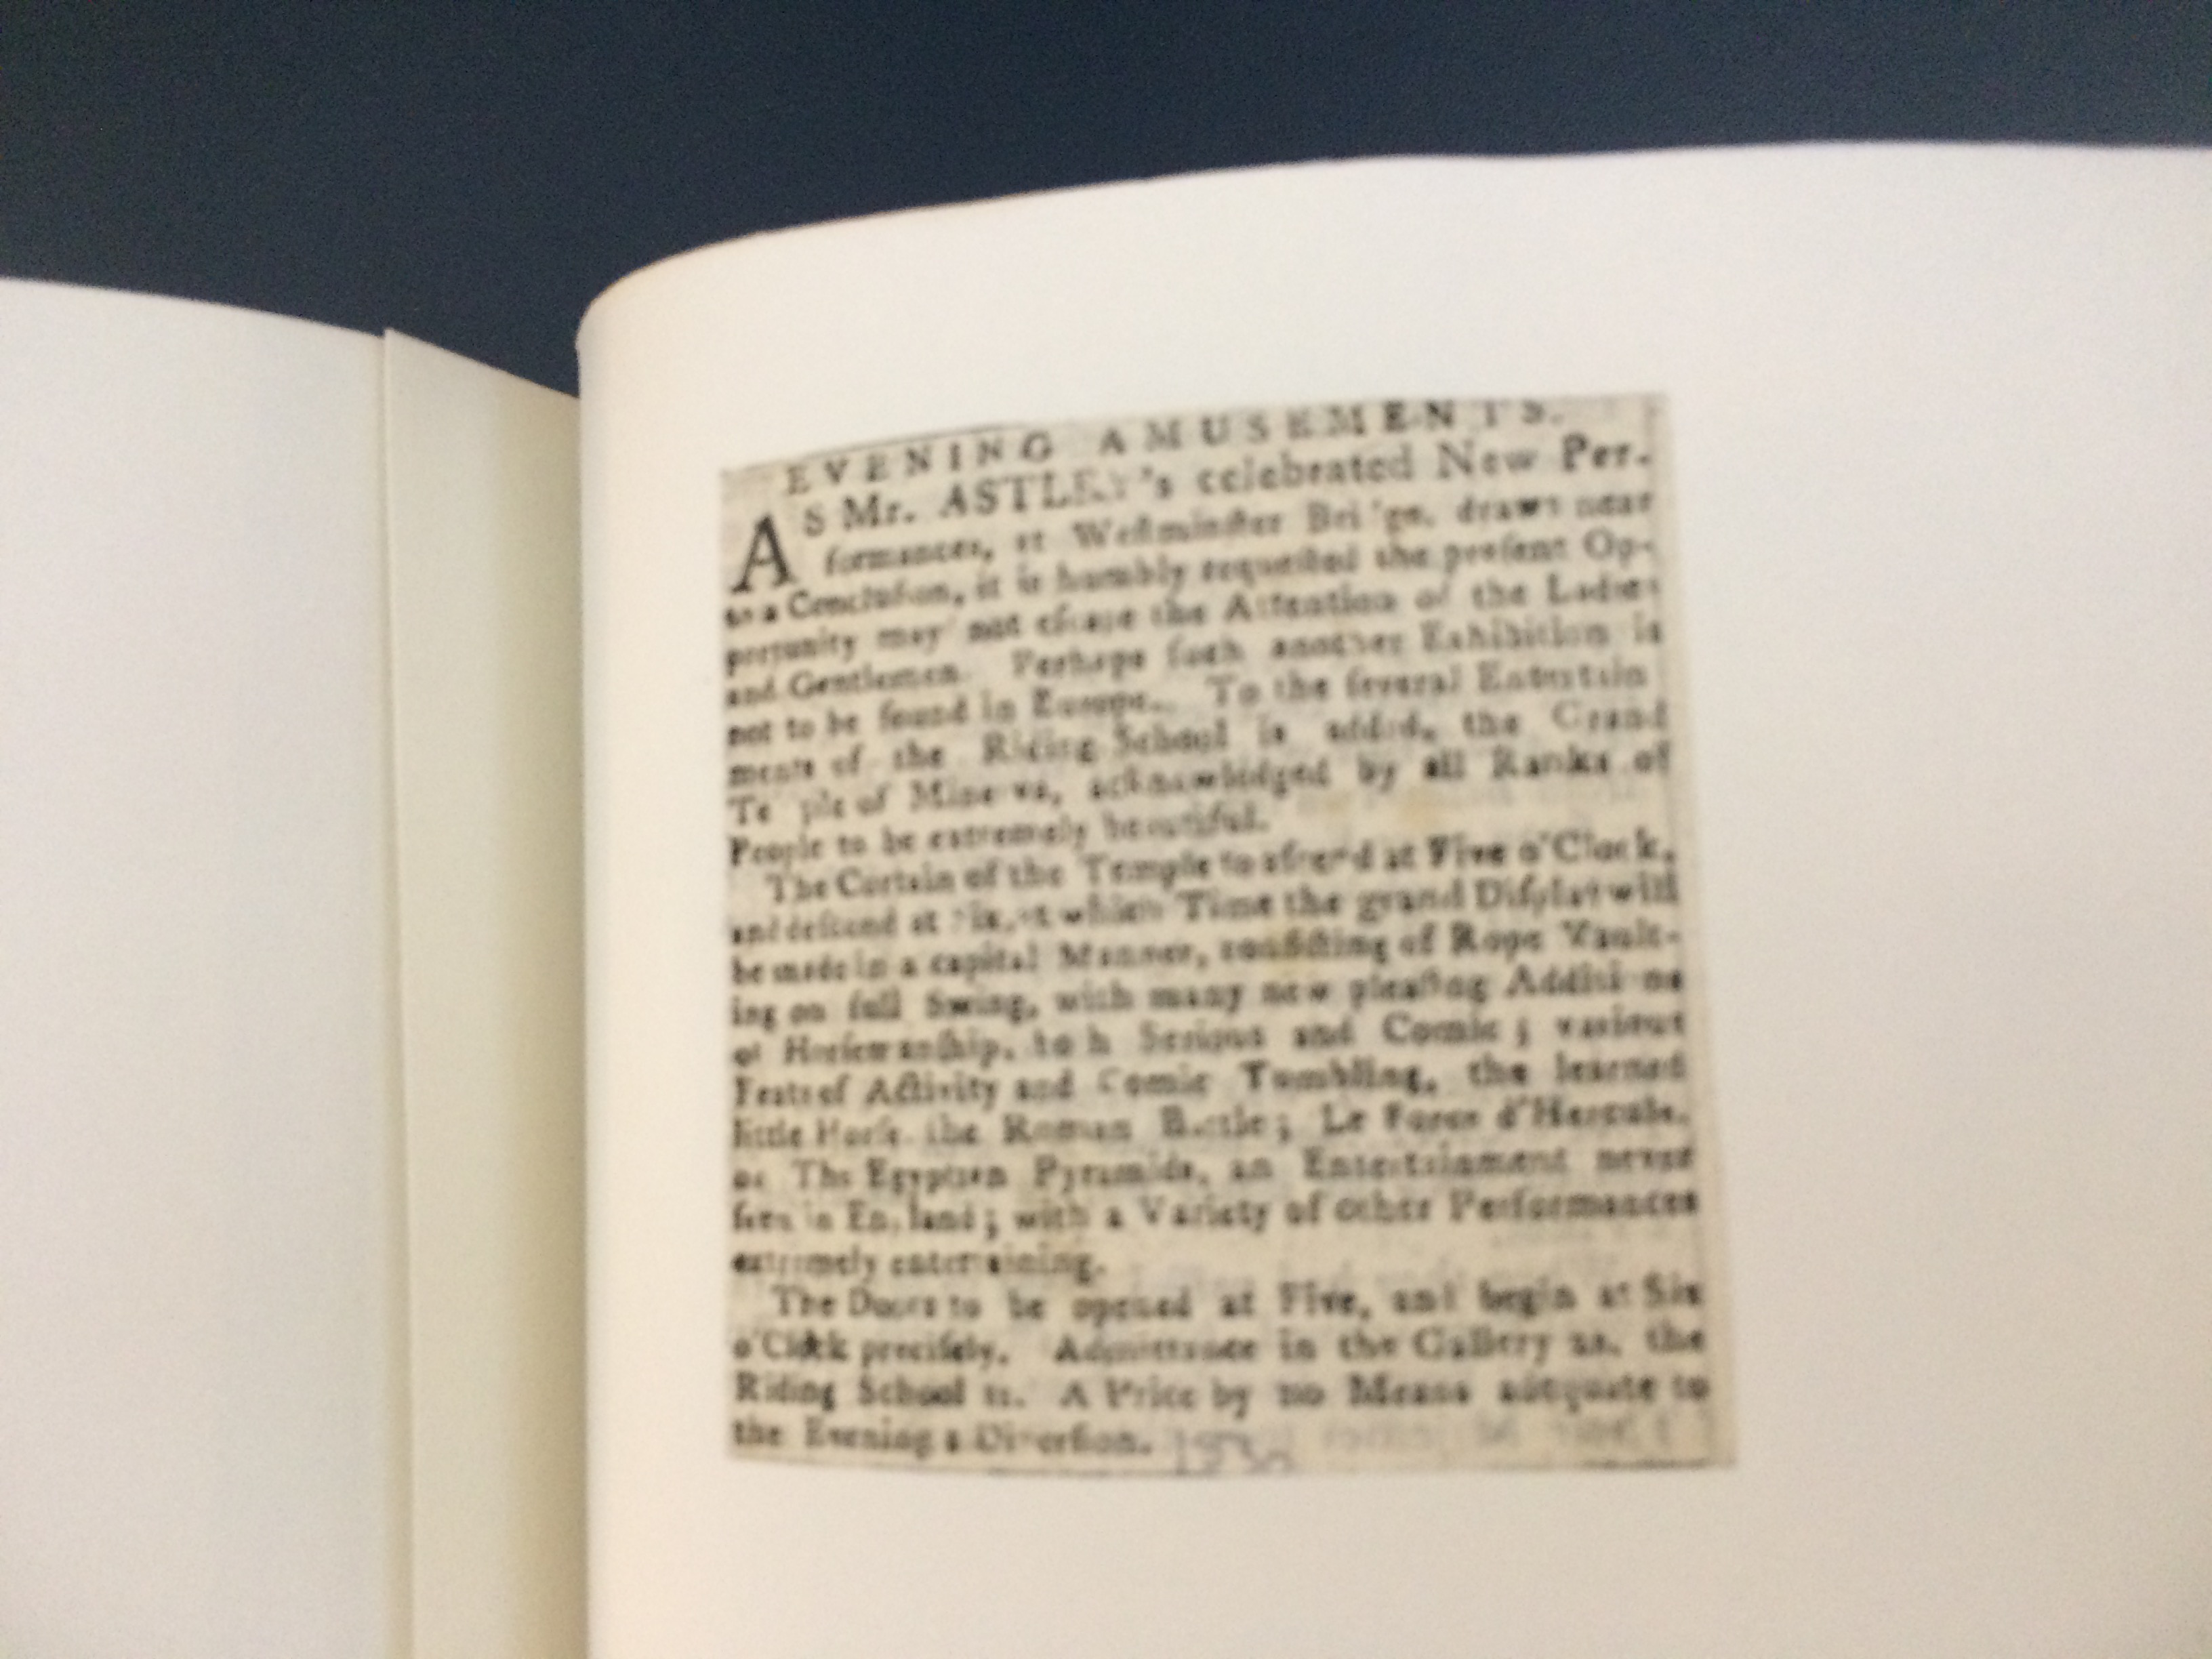 EVENING AMUSEMENTS.
AS Mr. ASTLEY's celebrated New Per-
formances, at Weſtminſter Bridge, draws near
to a Concluſion, it is humbly requeſted the preſent Op-
portunity may not eſcape the Attention of the Ladies
and Gentlemen. Perhaps ſuch another Exhibition is
not to be found in Europe. To the ſeveral Entertain
ments of the Riding School is added, the Grand
Te ple of Minerva, acknowledged by all Ranks of
People to be extremely beautiful.
The Curtain of the Temple to aſcend at Five o'Clock,
and deſcend at Six, at which Time the grand Diſplay will
be made in a capital Manner, conſiſting of Rope Vault-
ing on full Swing, with many new pleaſing Additions
of Horſemanſhip, both Serious and Comic; various
Feats of Activity and Comic Tumbling, the learned
little Horſe, the Roman Battle; Le Force d'Hercule,
or The Egyptian Pyramids, an Entertainment never
ſeen in England; with a Variety of other Performances
extremely entertaining.
The Doors to be opened at Five, and begin at Six
o'Clock preciſely. Admittance in the Gallery 2s. the
Riding School 1s. A Price by no Means adequate to
the Evening's Diverſion.